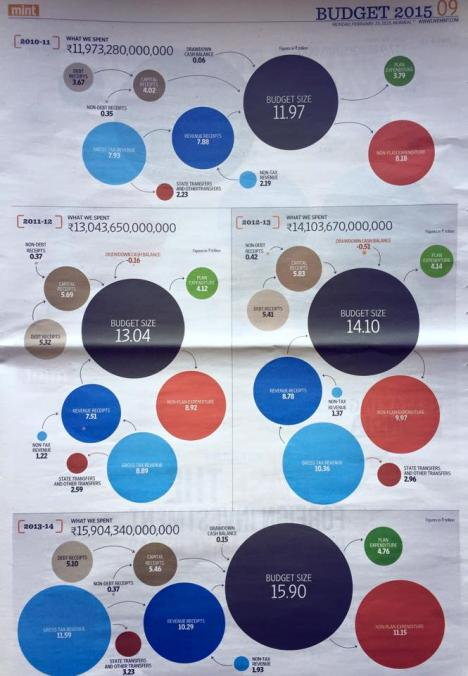 mint
BUDGET 2015 09
MONDAY, FEBRUARY 23, 2015, MUMBAI WWW.LIVEMINT.COM
2010-11
WHAT WE SPENT
₹11,973,280,000,000
DRAWDOWN
CASH BALANCE
0.06
Figures in ₹ trillion
DEBT
RECEIPTS
3.67
CAPITAL
RECEIPTS
4.02
NON-DEBT RECEIPTS
0.35
BUDGET SIZE
11.97
PLAN
EXPENDITURE
3.79
GROSS TAX REVENUE
7.93
REVENUE RECEIPTS
7.88
NON-PLAN EXPENDITURE
8.18
STATE TRANSFERS
AND OTHER TRANSFERS
2.23
NON-TAX
REVENUE
2.19
2011-12
WHAT WE SPENT
₹13,043,650,000,000
NON-DEBT
RECEIPTS
0.37
DRAWDOWN CASH BALANCE
-0.16
Figures in ₹ trillion
CAPITAL
RECEIPTS
5.69
PLAN
EXPENDITURE
4.12
DEBT RECEIPTS
5.32
BUDGET SIZE
13.04
REVENUE RECEIPTS
7.51
NON-PLAN EXPENDITURE
8.92
NON-TAX
REVENUE
1.22
GROSS TAX REVENUE
8.89
STATE TRANSFERS
AND OTHER TRANSFERS
2.59
2012-13
WHAT WE SPENT
₹14,103,670,000,000
NON-DEBT
RECEIPTS
0.42
DRAWDOWN CASH BALANCE
-0.51
Figures in ₹ trillion
CAPITAL
RECEIPTS
5.83
PLAN
EXPENDITURE
4.14
DEBT RECEIPTS
5.41
BUDGET SIZE
14.10
REVENUE RECEIPTS
8.78
NON-TAX
REVENUE
1.37
NON-PLAN EXPENDITURE
9.97
GROSS TAX REVENUE
10.36
STATE TRANSFERS
AND OTHER TRANSFERS
2.96
2013-14
WHAT WE SPENT
₹15,904,340,000,000
DRAWDOWN
CASH BALANCE
0.15
Figures in ₹ trillion
DEBT RECEIPTS
5.10
CAPITAL
RECEIPTS
5.46
NON-DEBT RECEIPTS
0.37
BUDGET SIZE
15.90
PLAN
EXPENDITURE
4.76
GROSS TAX REVENUE
11.59
REVENUE RECEIPTS
10.29
NON-PLAN EXPENDITURE
11.15
STATE TRANSFERS
AND OTHER TRANSFERS
3.23
NON-TAX
REVENUE
1.93